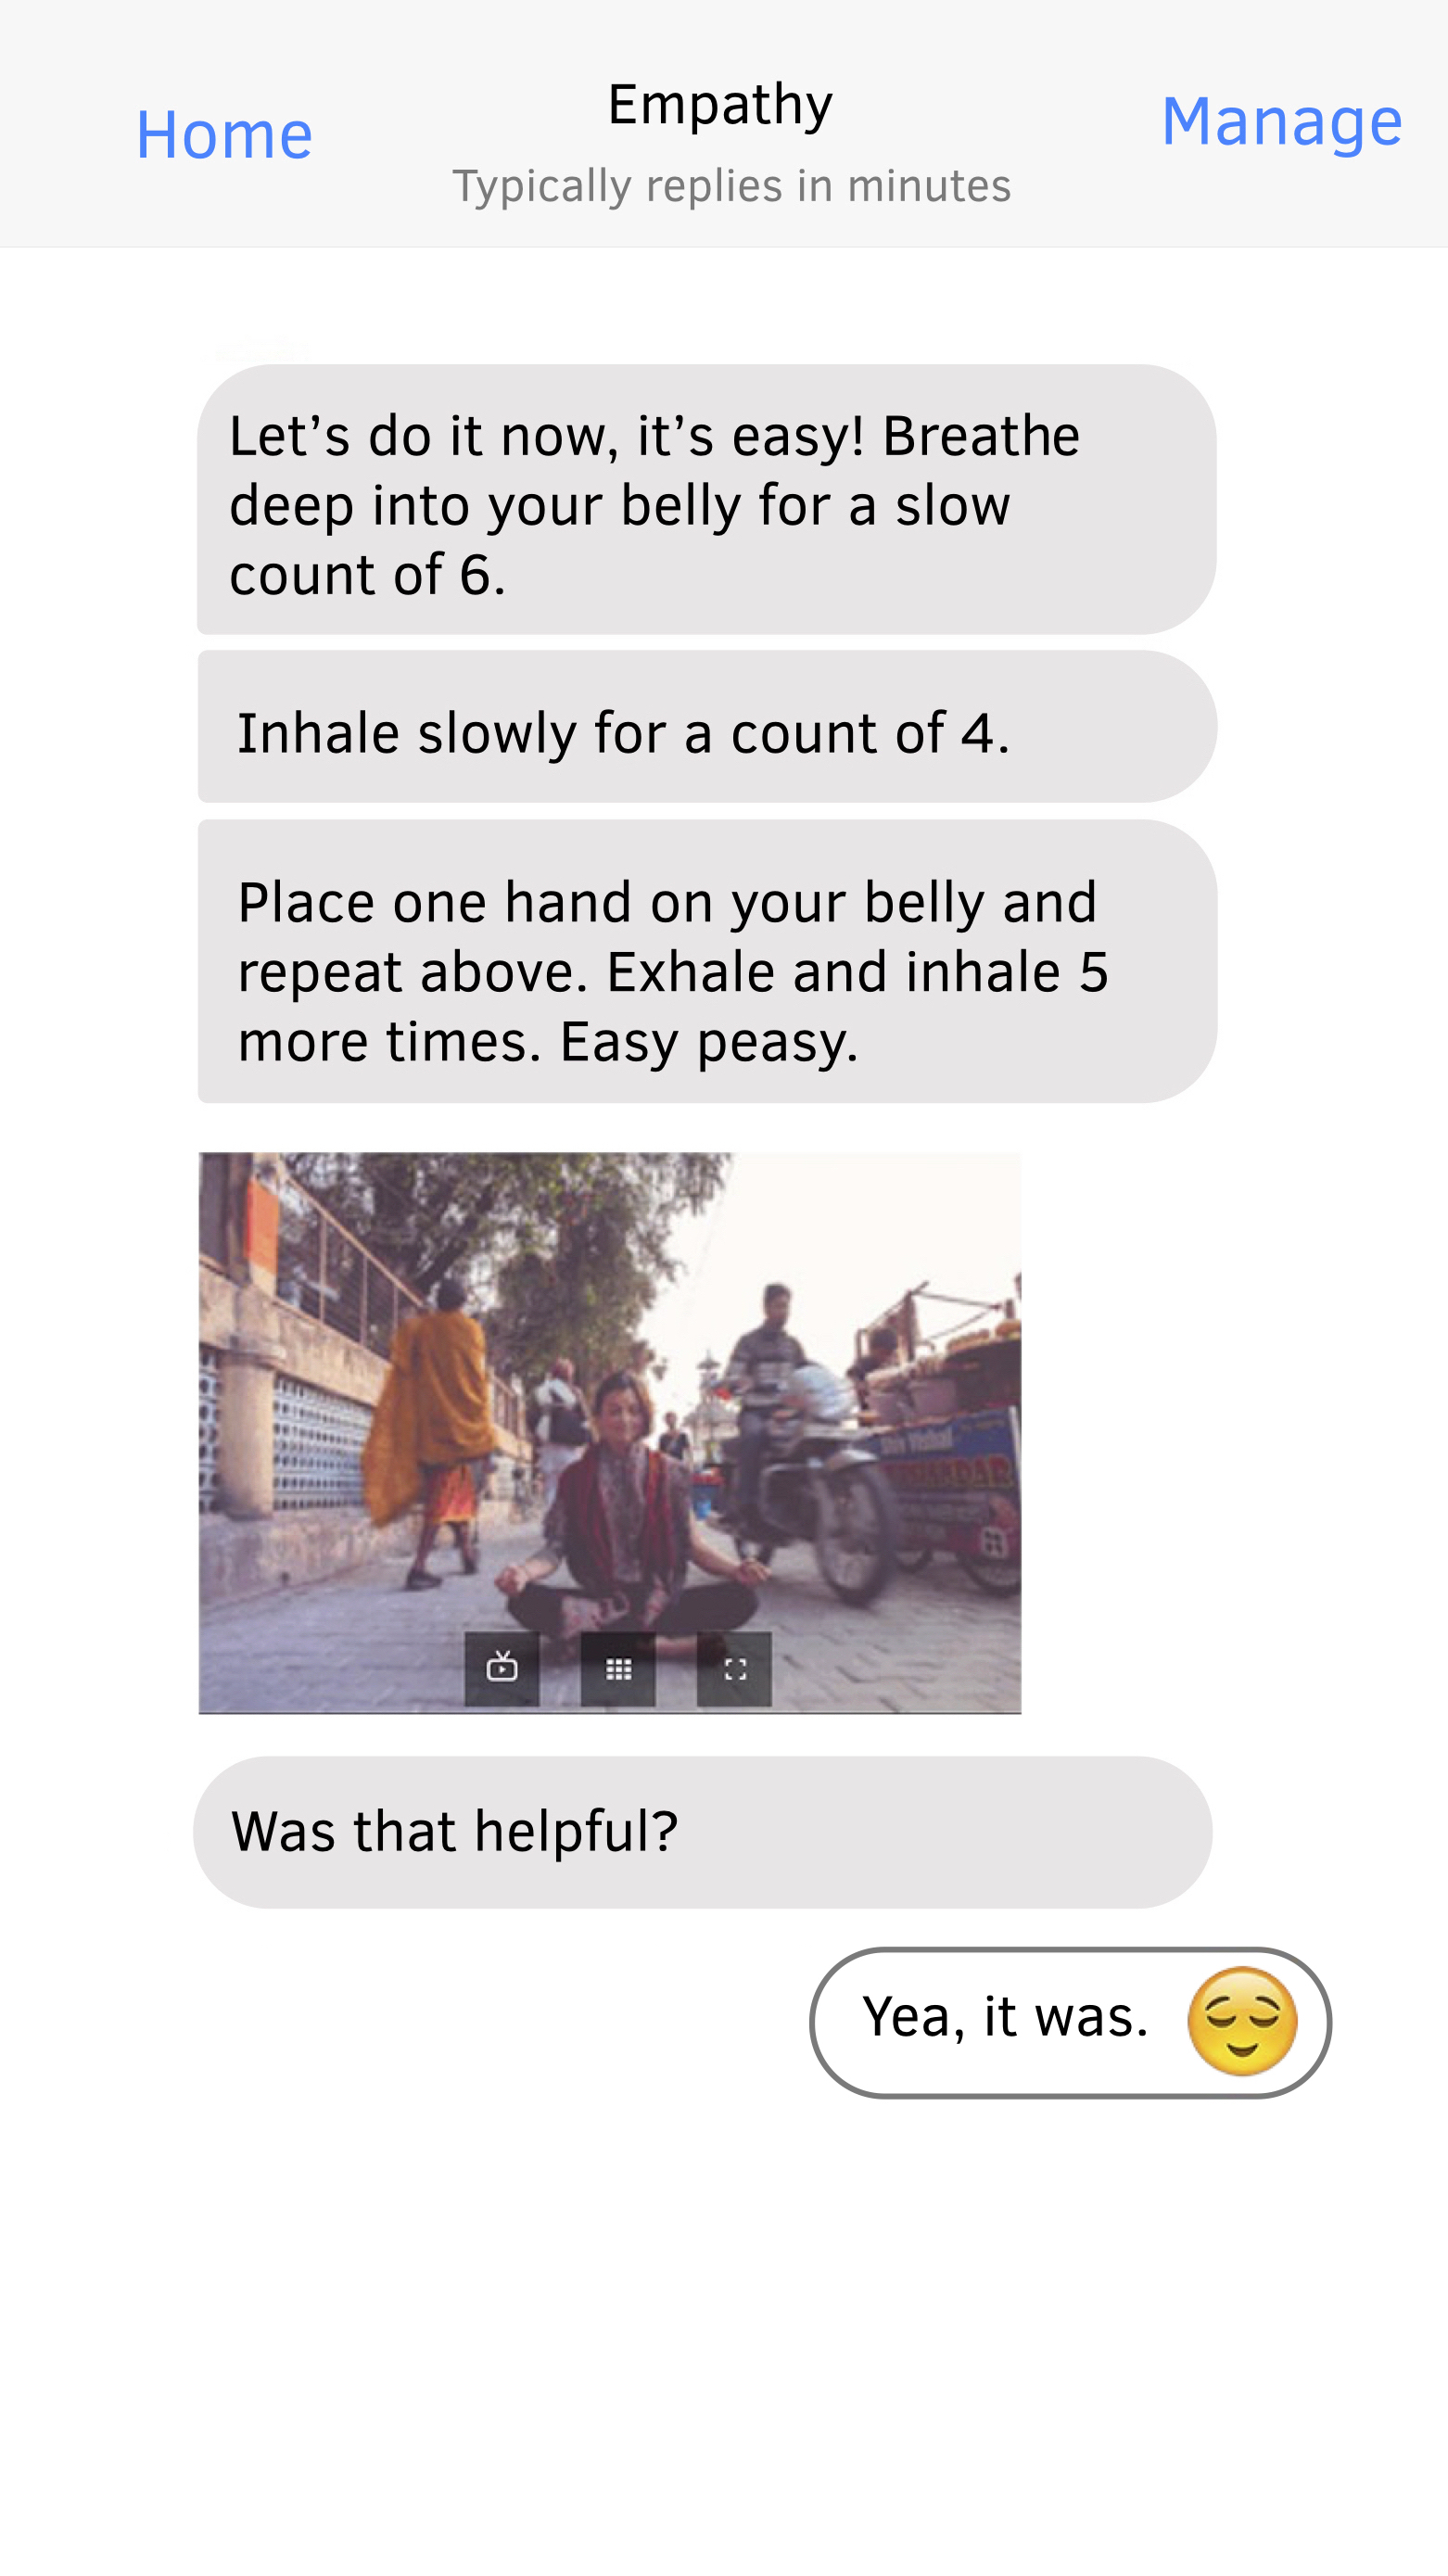 Home
Empathy
Manage
Typically replies in minutes
Let’s do it now, it’s easy! Breathe
deep into your belly for a slow
count of 6.
Inhale slowly for a count of 4.
Place one hand on your belly and
repeat above. Exhale and inhale 5
more times. Easy peasy.
Was that helpful?
Yea, it was.